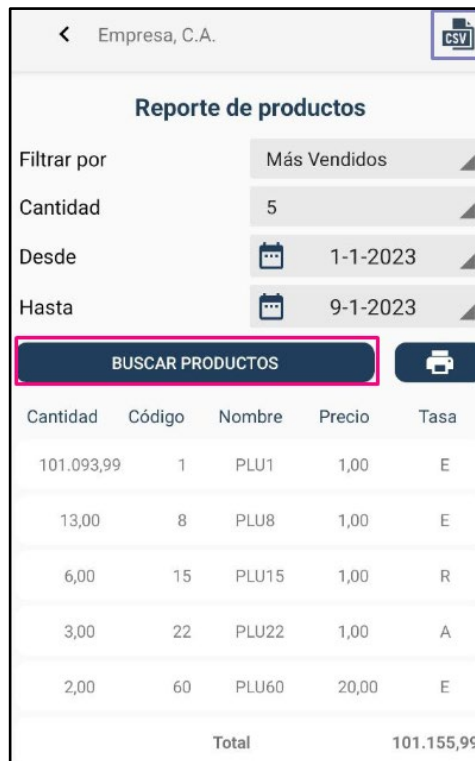 Empresa, C.A.
CSV
Reporte de productos
Filtrar por Más Vendidos
Cantidad 5
Desde 1-1-2023
Hasta 9-1-2023
BUSCAR PRODUCTOS
Cantidad Código Nombre Precio Tasa
101.093,99 1 PLU1 1,00 E
13,00 8 PLU8 1,00 E
6,00 15 PLU15 1,00 R
3,00 22 PLU22 1,00 A
2,00 60 PLU60 20,00 E
Total 101.155,99